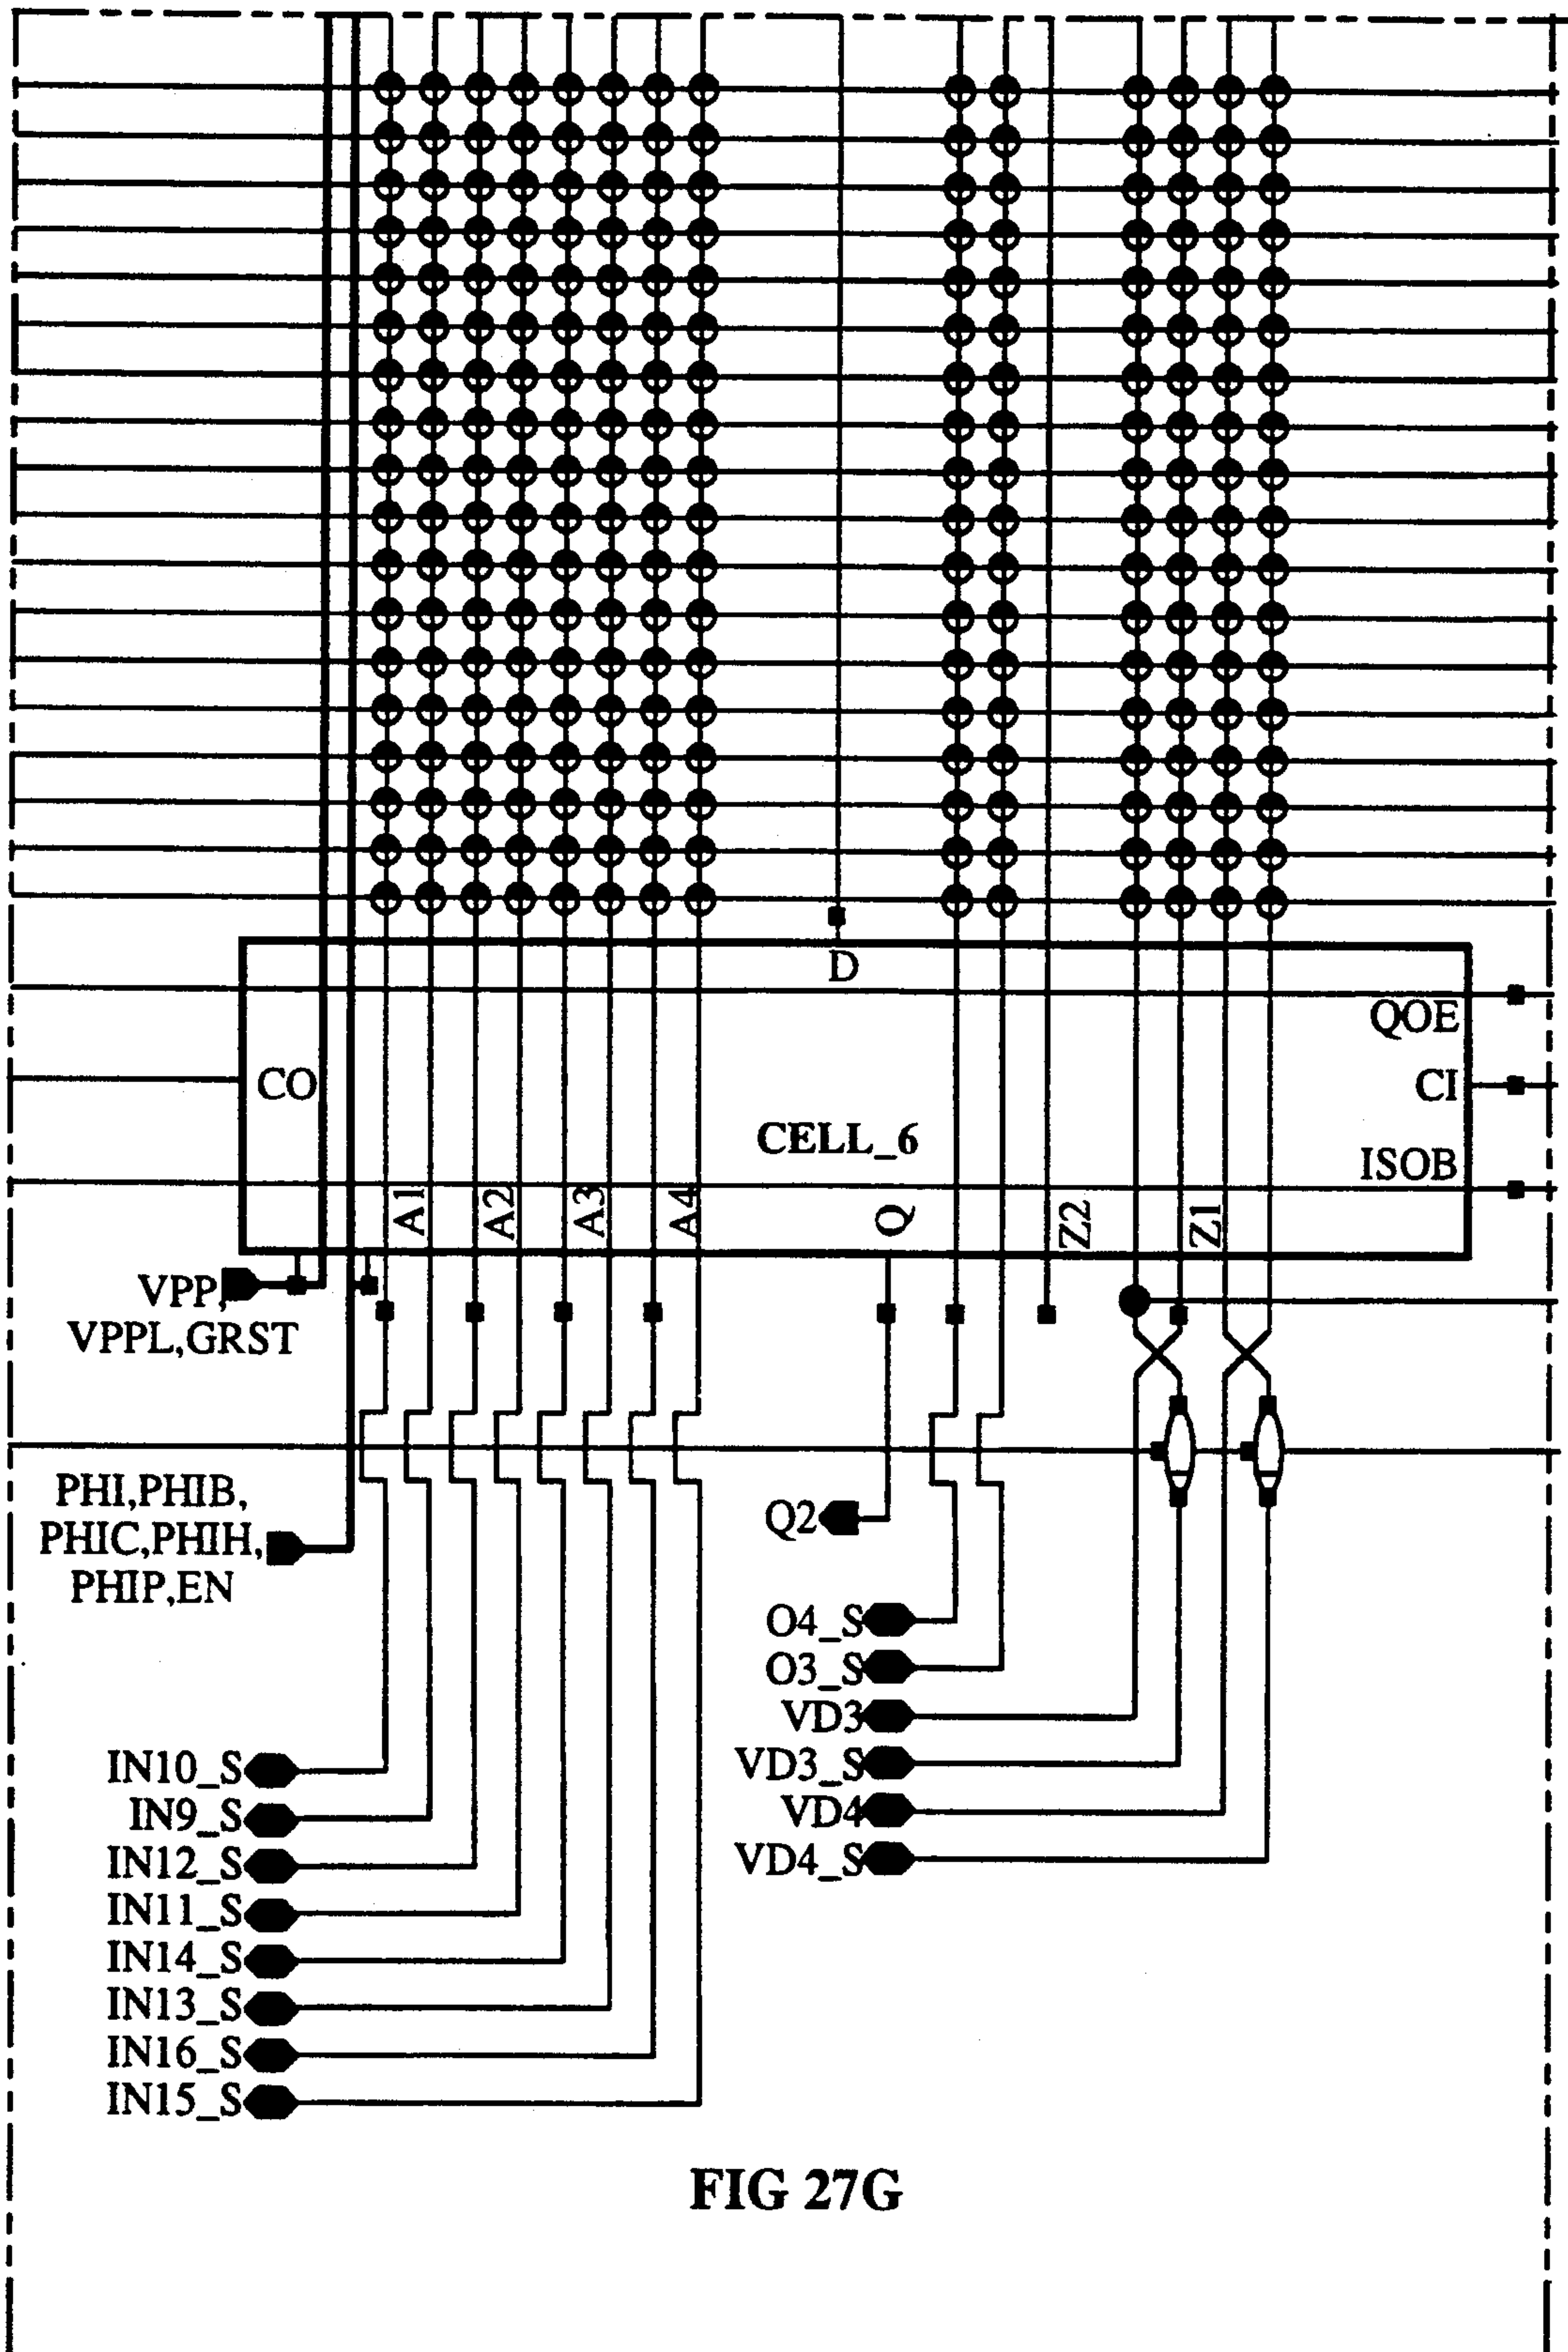 D
QOE
CO
CI
CELL_6
ISOB
A1
A2
A3
A4
Q
Z2
Z1
VPP,
VPPL,GRST
PHI,PHIB,
PHIC,PHIH,
PHIP,EN
Q2
O4_S
O3_S
VD3
VD3_S
VD4
VD4_S
IN10_S
IN9_S
IN12_S
IN11_S
IN14_S
IN13_S
IN16_S
IN15_S
FIG 27G